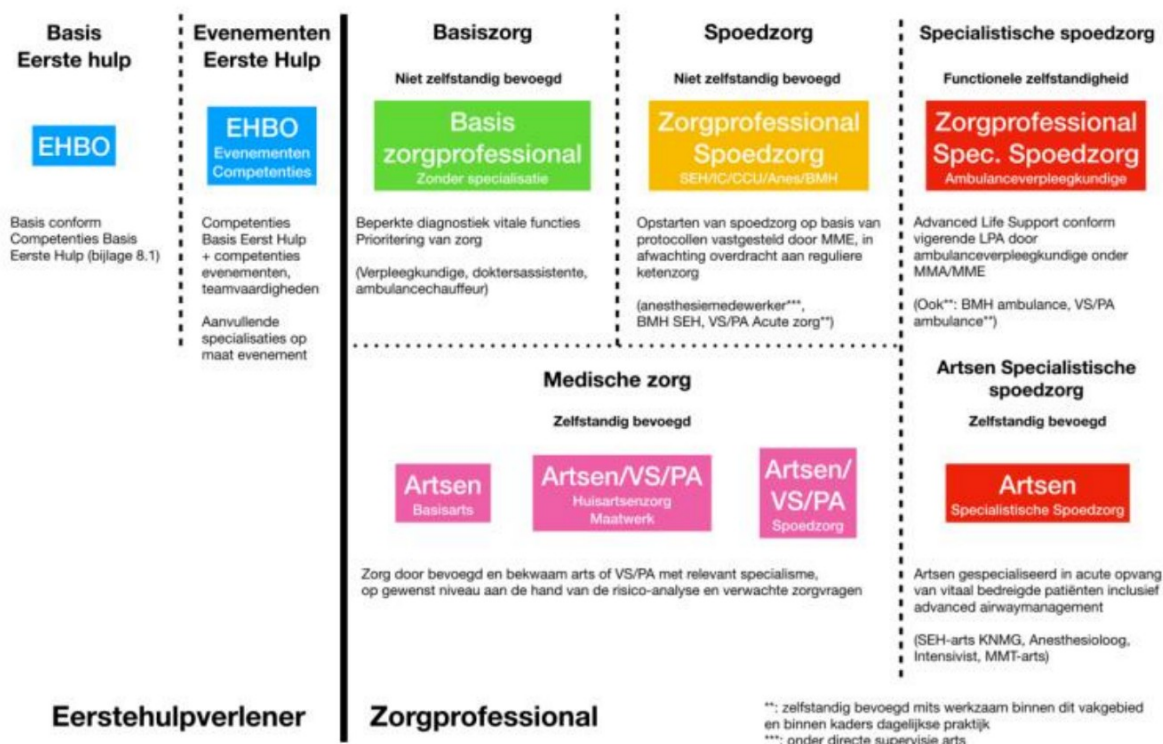 Basis
Eerste hulp
EHBO
Basis conform
Competenties Basis
Eerste Hulp (bijlage 8.1)
Evenementen
Eerste Hulp
EHBO
Evenementen
Competenties
Competenties
Basis Eerst Hulp
+ competenties
evenementen,
teamvaardigheden
Aanvullende
specialisaties op
maat evenement
Basiszorg
Niet zelfstandig bevoegd
Basis
zorgprofessional
Zonder specialisatie
Beperkte diagnostiek vitale functies
Prioritering van zorg
(Verpleegkundige, doktersassistente,
ambulancechauffeur)
Spoedzorg
Niet zelfstandig bevoegd
Zorgprofessional
Spoedzorg
SEH/IC/CCU/Anes/BMH
Opstarten van spoedzorg op basis van
protocollen vastgesteld door MME, in
afwachting overdracht aan reguliere
ketenzorg
(anesthesiemedewerker***,
BMH SEH, VS/PA Acute zorg**)
Specialistische spoedzorg
Functionele zelfstandigheid
Zorgprofessional
Spec. Spoedzorg
Ambulanceverpleegkundige
Advanced Life Support conform
vigerende LPA door
ambulanceverpleegkundige onder
MMA/MME
(Ook**: BMH ambulance, VS/PA
ambulance**)
Medische zorg
Zelfstandig bevoegd
Artsen
Basisarts
Artsen/VS/PA
Huisartsenzorg
Maatwerk
Artsen/
VS/PA
Spoedzorg
Zorg door bevoegd en bekwaam arts of VS/PA met relevant specialisme,
op gewenst niveau aan de hand van de risico-analyse en verwachte zorgvragen
Artsen Specialistische
spoedzorg
Zelfstandig bevoegd
Artsen
Specialistische Spoedzorg
Artsen gespecialiseerd in acute opvang
van vitaal bedreigde patiënten inclusief
advanced airwaymanagement
(SEH-arts KNMG, Anesthesioloog,
Intensivist, MMT-arts)
Eerstehulpverlener
Zorgprofessional
**: zelfstandig bevoegd mits werkzaam binnen dit vakgebied
en binnen kaders dagelijkse praktijk
***: onder directe supervisie arts